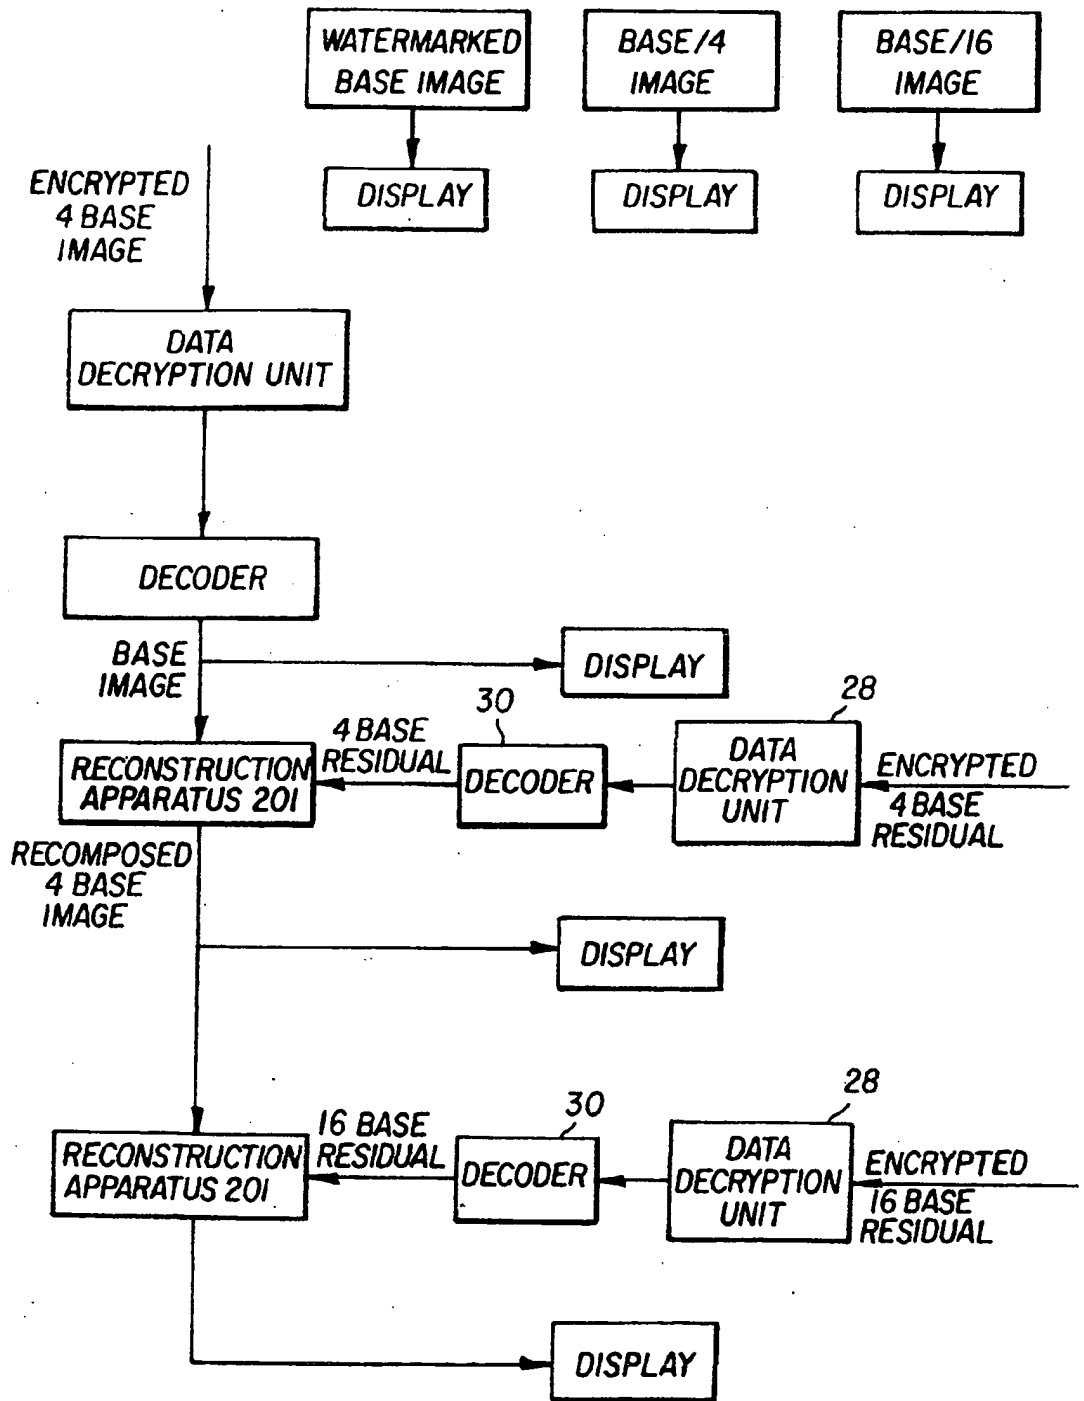 WATERMARKED
BASE IMAGE
BASE/4
IMAGE
BASE/16
IMAGE
DISPLAY
DISPLAY
DISPLAY
ENCRYPTED
4 BASE
IMAGE
DATA
DECRYPTION UNIT
DECODER
BASE
IMAGE
DISPLAY
RECONSTRUCTION
APPARATUS 201
4 BASE
RESIDUAL
30
DECODER
28
DATA
DECRYPTION
UNIT
ENCRYPTED
4 BASE
RESIDUAL
RECOMPOSED
4 BASE
IMAGE
DISPLAY
RECONSTRUCTION
APPARATUS 201
16 BASE
RESIDUAL
30
DECODER
28
DATA
DECRYPTION
UNIT
ENCRYPTED
16 BASE
RESIDUAL
DISPLAY